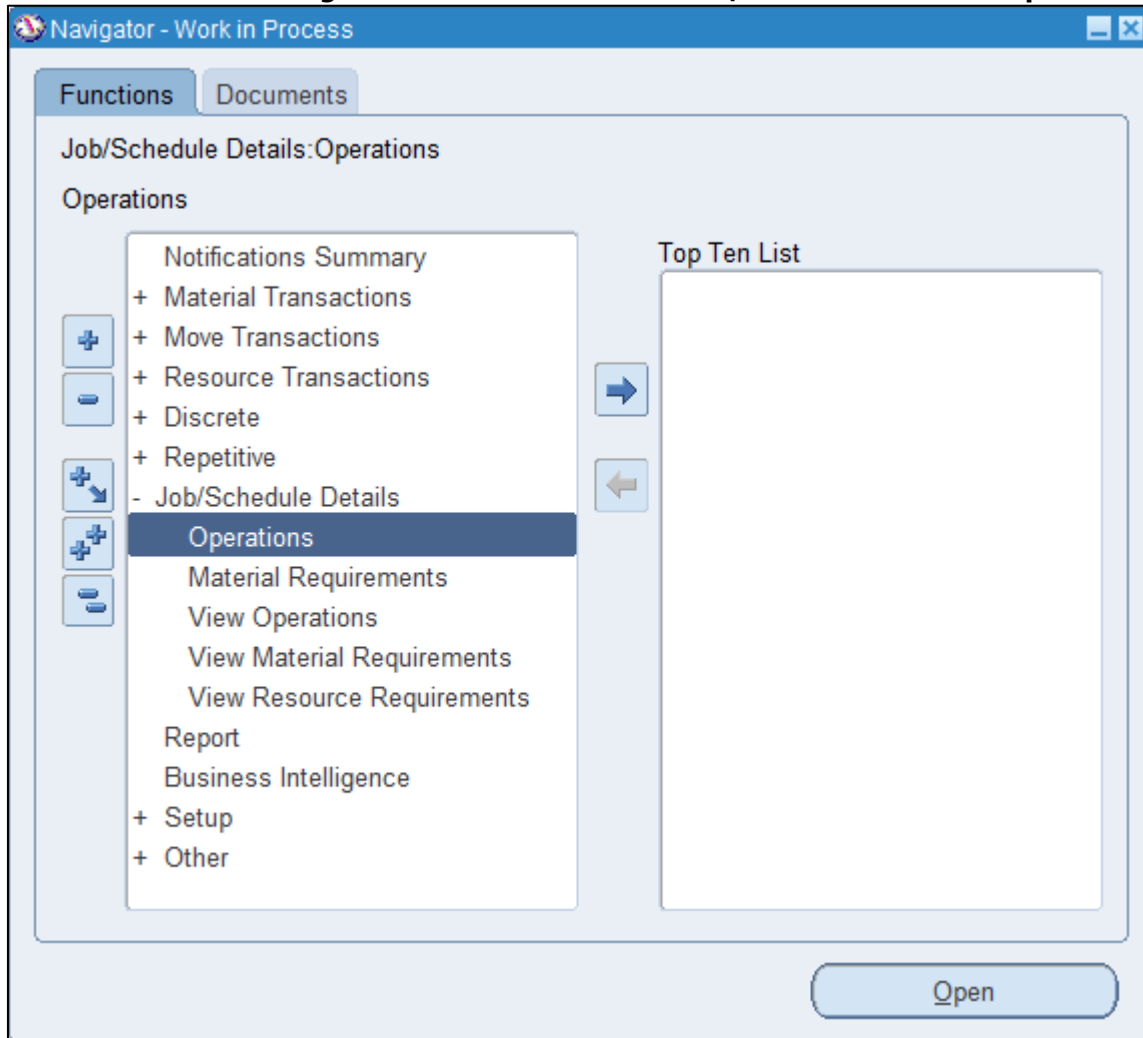 Navigator - Work in Process
Functions Documents
Job/Schedule Details:Operations
Operations
Notifications Summary
+ Material Transactions
+ Move Transactions
+ Resource Transactions
+ Discrete
+ Repetitive
- Job/Schedule Details
Operations
Material Requirements
View Operations
View Material Requirements
View Resource Requirements
Report
Business Intelligence
+ Setup
+ Other
Top Ten List
Open